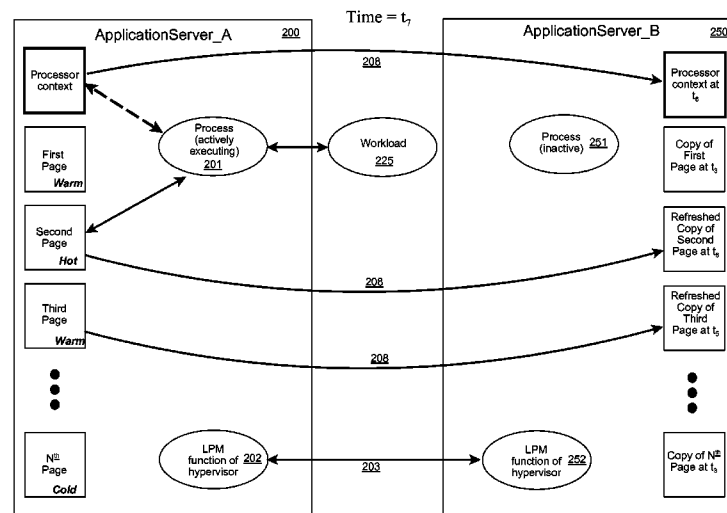 Time = t₇
ApplicationServer_A
200
ApplicationServer_B
250
Processor
context
208
Processor
context at
t₆
First
Page
Warm
Process
(actively
executing)
201
Workload
225
Process
(inactive)
251
Copy of
First
Page at t₃
Second
Page
Hot
208
Refreshed
Copy of
Second
Page at t₆
Third
Page
Warm
208
Refreshed
Copy of
Third
Page at t₅
Nth
Page
Cold
LPM
function of
hypervisor
202
203
LPM
function of
hypervisor
252
Copy of Nth
Page at t₃